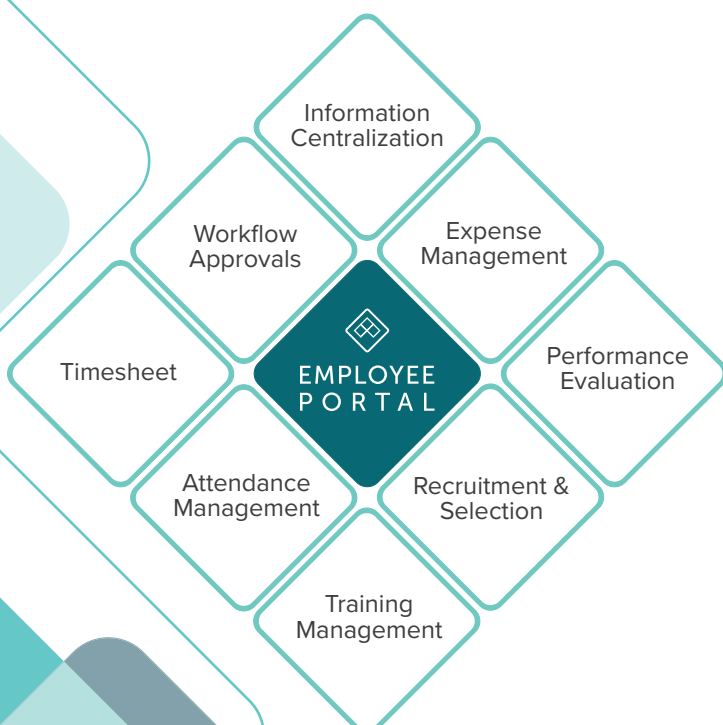 Information
Centralization
Workflow
Approvals
Expense
Management
Timesheet
EMPLOYEE
PORTAL
Performance
Evaluation
Attendance
Management
Recruitment &
Selection
Training
Management